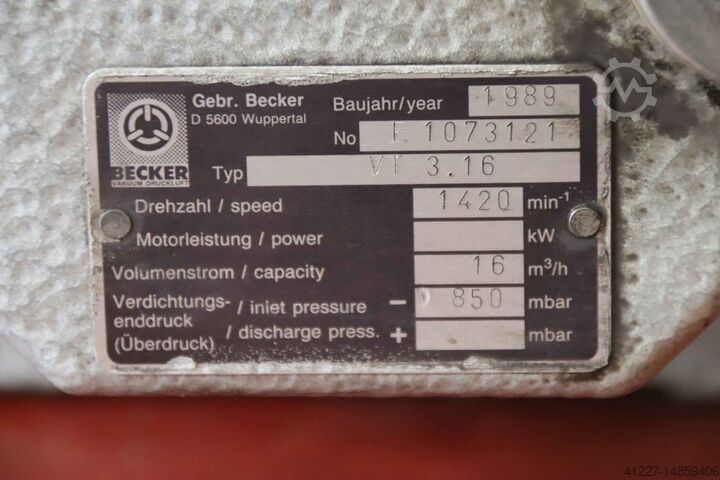 Gebr. Becker
D 5600 Wuppertal
BECKER
VAKUUM DRUCKLUFT
Baujahr/year 1989
No E 1073121
Typ VT 3.16
Drehzahl / speed 1420 min-1
Motorleistung / power kW
Volumenstrom / capacity 16 m³/h
Verdichtungs- / inlet pressure − 850 mbar
enddruck / discharge press. + mbar
(Überdruck)
41227-14859406